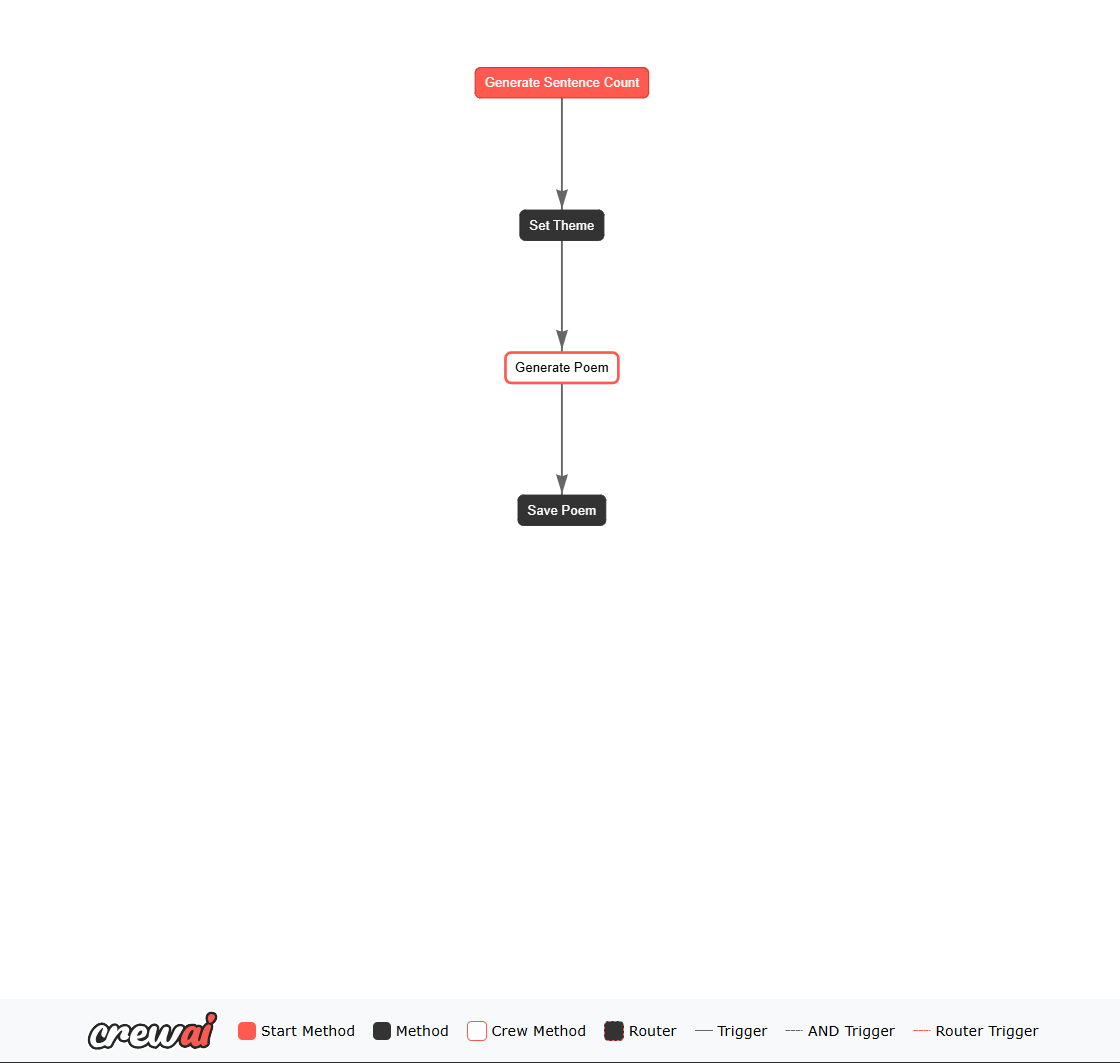 Generate Sentence Count
Set Theme
Generate Poem
Save Poem
crewai Start Method Method Crew Method Router Trigger AND Trigger Router Trigger